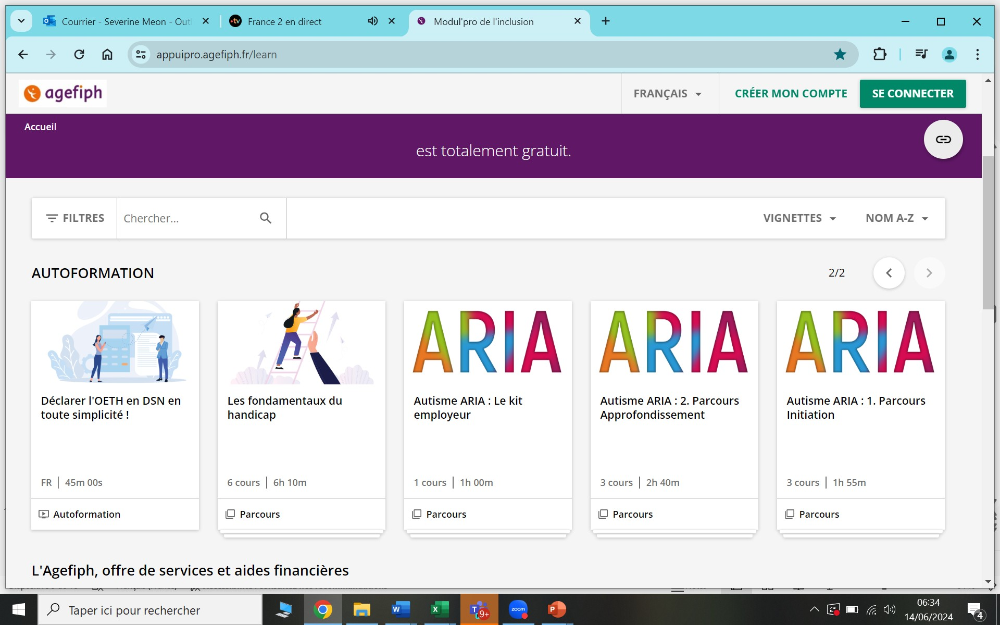 Courrier - Severine Meon - Out
France 2 en direct
Modul'pro de l'inclusion
appuipro.agefiph.fr/learn
agefiph
FRANÇAIS
CRÉER MON COMPTE
SE CONNECTER
Accueil
est totalement gratuit.
FILTRES
Chercher...
VIGNETTES
NOM A-Z
AUTOFORMATION
2/2
ARIA
ARIA
ARIA
Déclarer l'OETH en DSN en
toute simplicité !
Les fondamentaux du
handicap
Autisme ARIA : Le kit
employeur
Autisme ARIA : 2. Parcours
Approfondissement
Autisme ARIA : 1. Parcours
Initiation
FR | 45m 00s
6 cours | 6h 10m
1 cours | 1h 00m
3 cours | 2h 40m
3 cours | 1h 55m
Autoformation
Parcours
Parcours
Parcours
Parcours
L'Agefiph, offre de services et aides financières
Taper ici pour rechercher
9+
zoom
06:34
14/06/2024
4